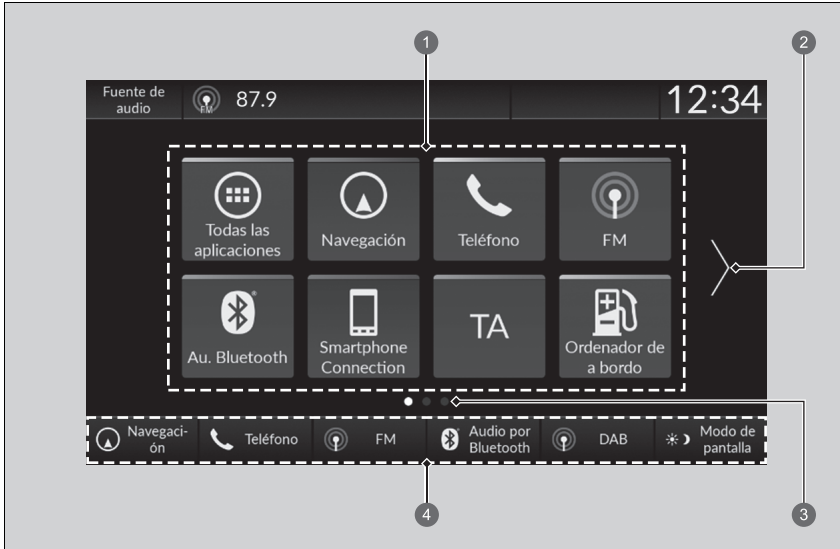 1
2
Fuente de
audio
FM
87.9
12:34
Todas las
aplicaciones
Navegación
Teléfono
FM
Au. Bluetooth
Smartphone
Connection
TA
Ordenador de
a bordo
Navegaci-
ón
Teléfono
FM
Audio por
Bluetooth
DAB
Modo de
pantalla
4
3